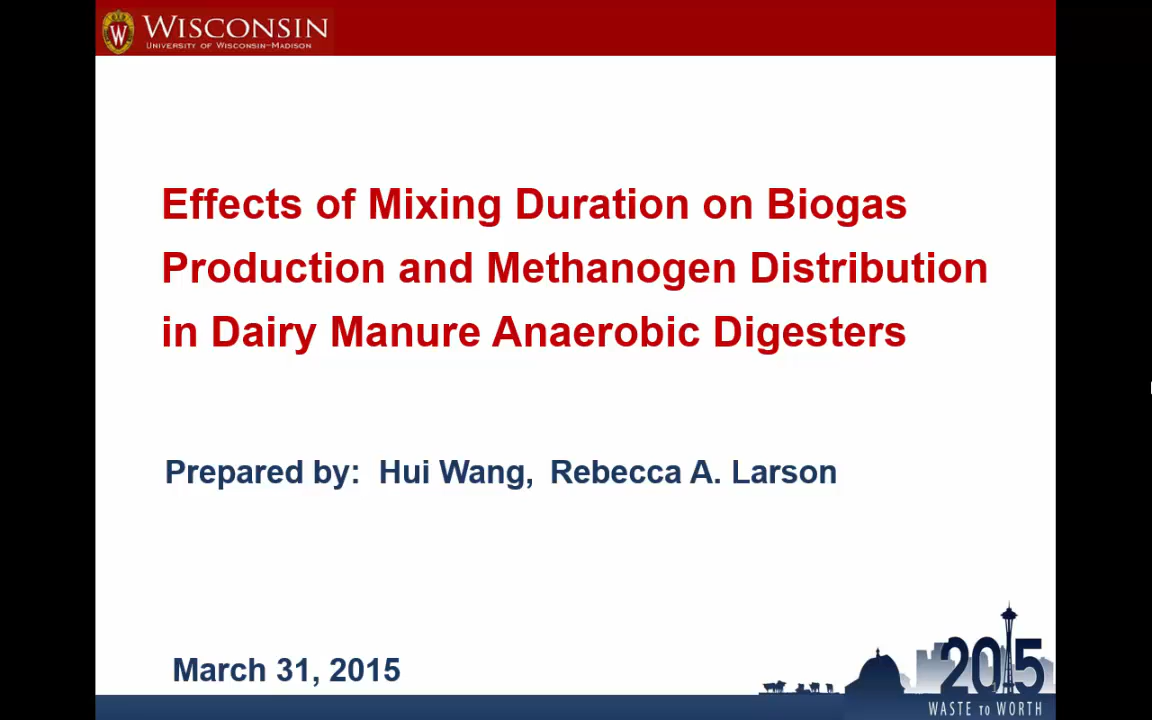 WISCONSIN
UNIVERSITY OF WISCONSIN–MADISON
Effects of Mixing Duration on Biogas
Production and Methanogen Distribution
in Dairy Manure Anaerobic Digesters
Prepared by: Hui Wang, Rebecca A. Larson
March 31, 2015
2015
WASTE TO WORTH